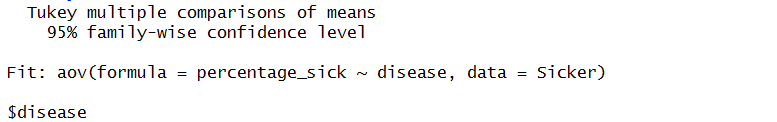 Tukey multiple comparisons of means
95% family-wise confidence level
Fit: aov(formula = percentage_sick ~ disease, data = Sicker)
$disease